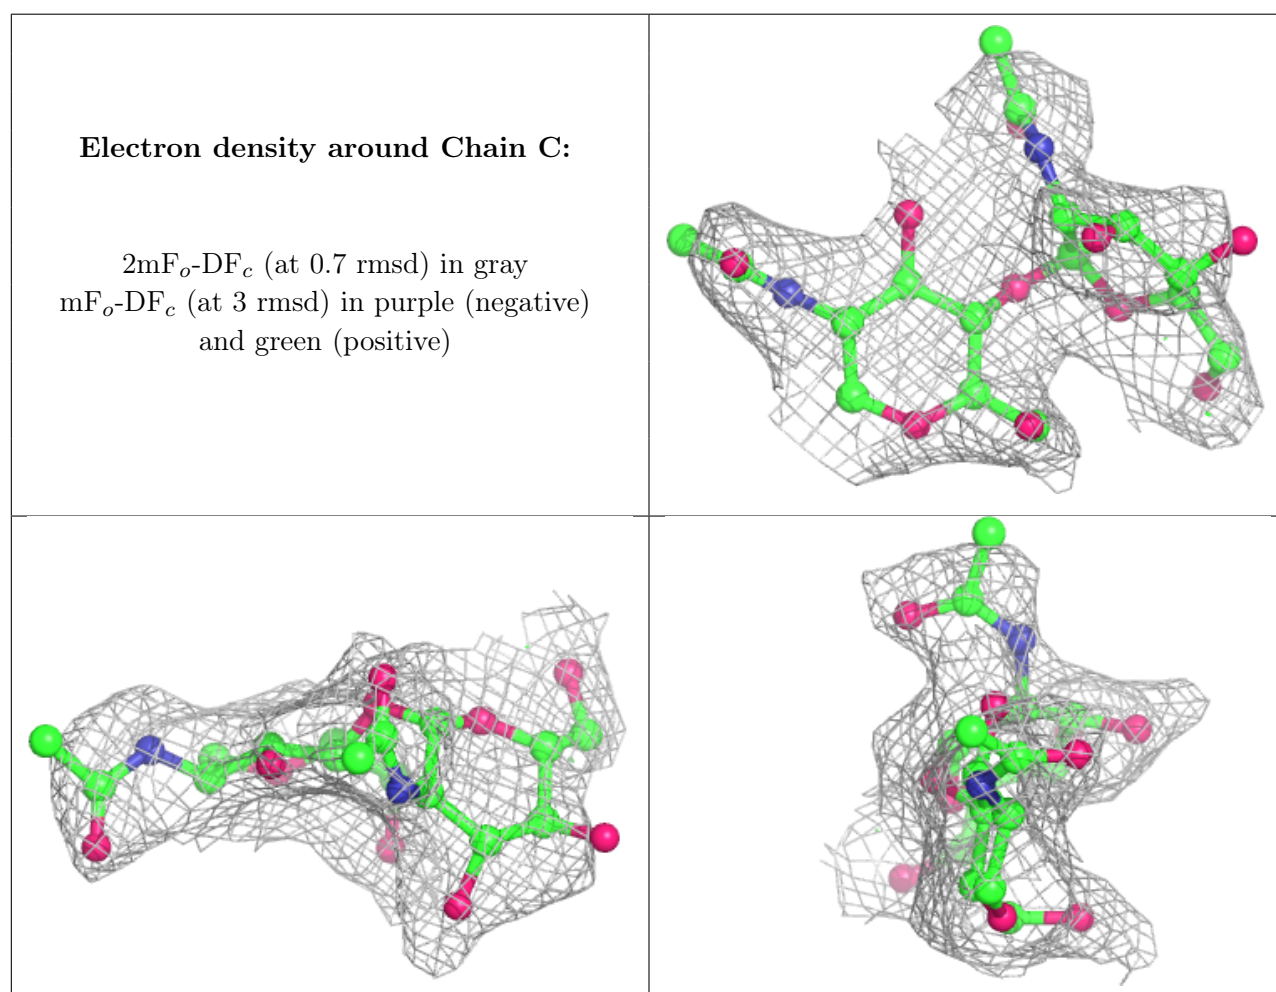 Electron density around Chain C:
2mFₒ-DF𝒸 (at 0.7 rmsd) in gray
mFₒ-DF𝒸 (at 3 rmsd) in purple (negative)
and green (positive)